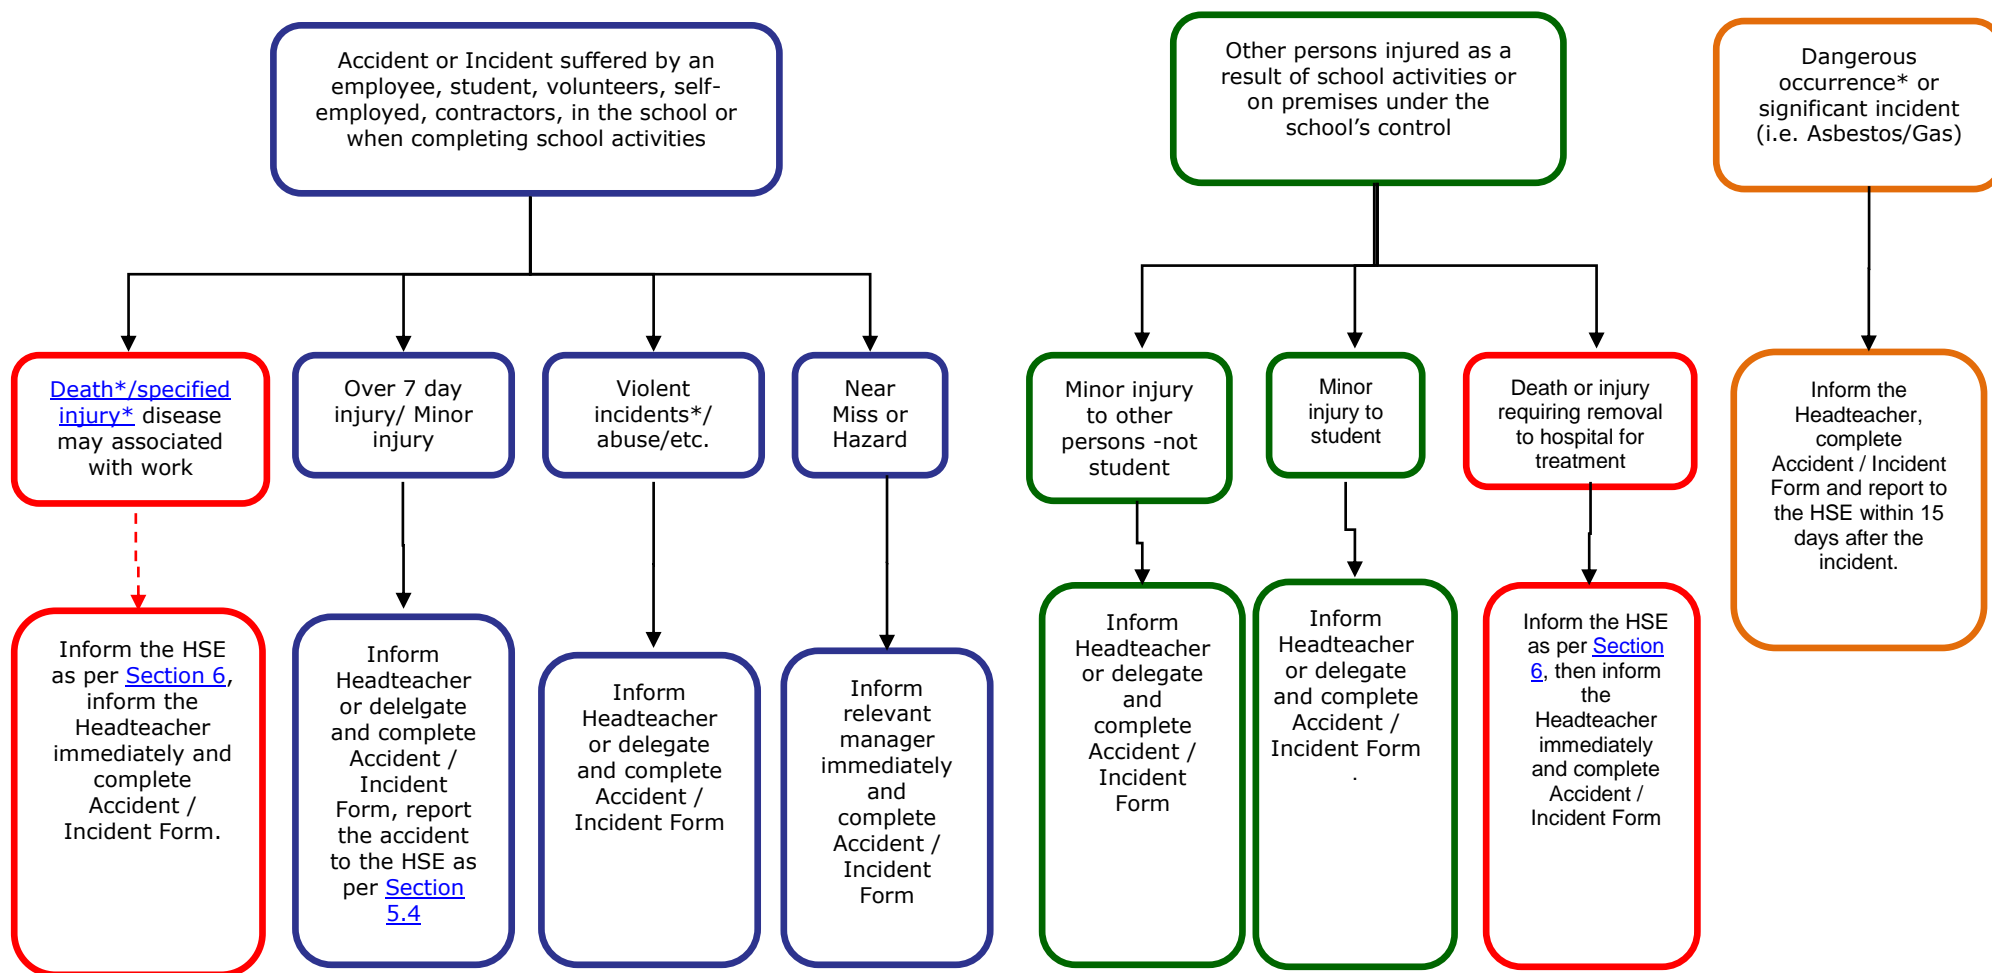 Accident or Incident suffered by an
employee, student, volunteers, self-
employed, contractors, in the school or
when completing school activities
Other persons injured as a
result of school activities or
on premises under the
school's control
Dangerous
occurrence* or
significant incident
(i.e. Asbestos/Gas)
Death*/specified
injury* disease
may associated
with work
Over 7 day
injury/ Minor
injury
Violent
incidents*/
abuse/etc.
Near
Miss or
Hazard
Minor injury
to other
persons -not
student
Minor
injury to
student
Death or injury
requiring removal
to hospital for
treatment
Inform the
Headteacher,
complete
Accident / Incident
Form and report to
the HSE within 15
days after the
incident.
Inform the HSE
as per Section 6,
inform the
Headteacher
immediately and
complete
Accident /
Incident Form.
Inform
Headteacher
or delelgate
and complete
Accident /
Incident
Form, report
the accident
to the HSE as
per Section
5.4
Inform
Headteacher
or delegate
and complete
Accident /
Incident Form
Inform
relevant
manager
immediately
and
complete
Accident /
Incident
Form
Inform
Headteacher
or delegate
and
complete
Accident /
Incident
Form
Inform
Headteacher
or delegate
and complete
Accident /
Incident Form
.
Inform the HSE
as per Section
6, then inform
the
Headteacher
immediately
and complete
Accident /
Incident Form